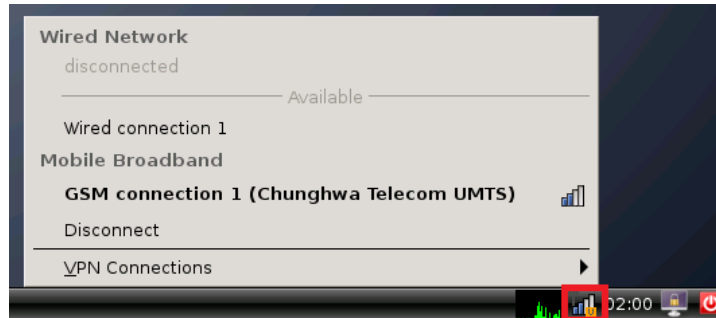 Wired Network
disconnected
Available
Wired connection 1
Mobile Broadband
GSM connection 1 (Chunghwa Telecom UMTS)
Disconnect
VPN Connections
02:00